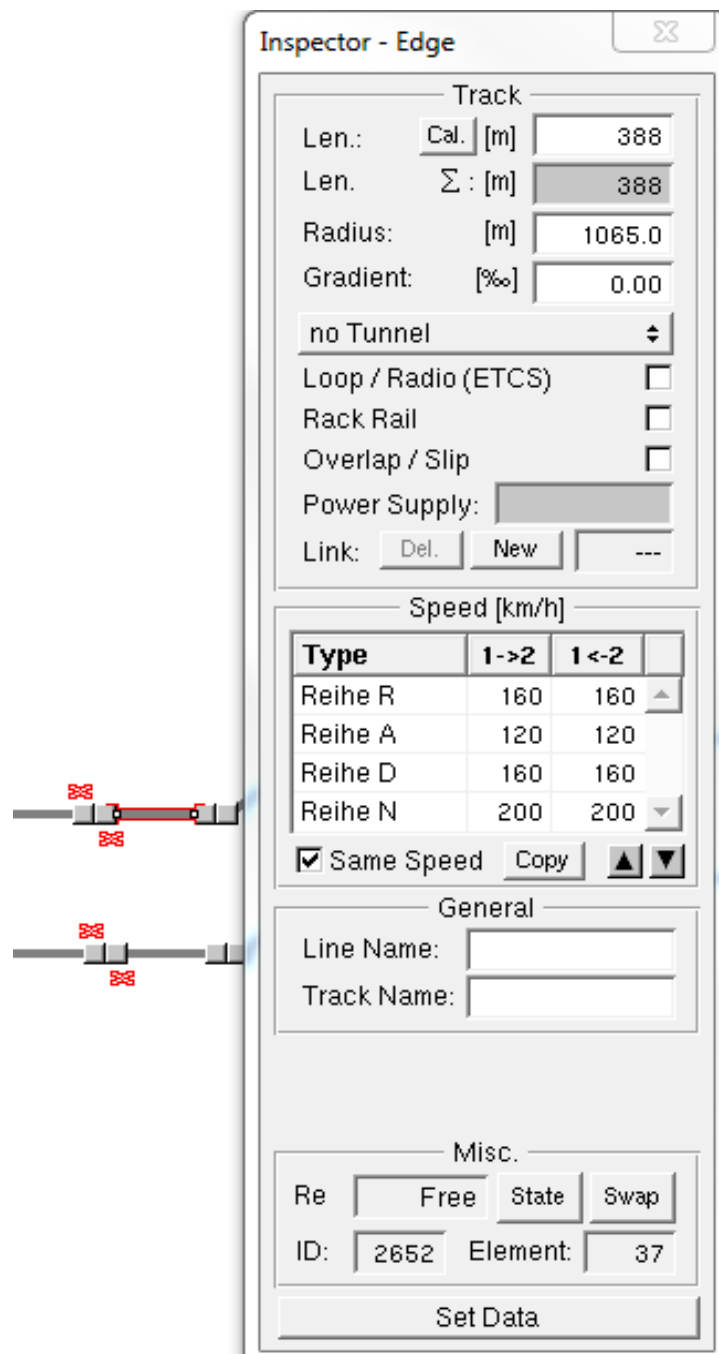 Inspector - Edge
Track
Len.: Cal. [m] 388
Len. Σ : [m] 388
Radius: [m] 1065.0
Gradient: [‰] 0.00
no Tunnel
Loop / Radio (ETCS)
Rack Rail
Overlap / Slip
Power Supply:
Link: Del. New ---
Speed [km/h]
Type 1->2 1<-2
Reihe R 160 160
Reihe A 120 120
Reihe D 160 160
Reihe N 200 200
Same Speed Copy
General
Line Name:
Track Name:
Misc.
Re Free State Swap
ID: 2652 Element: 37
Set Data